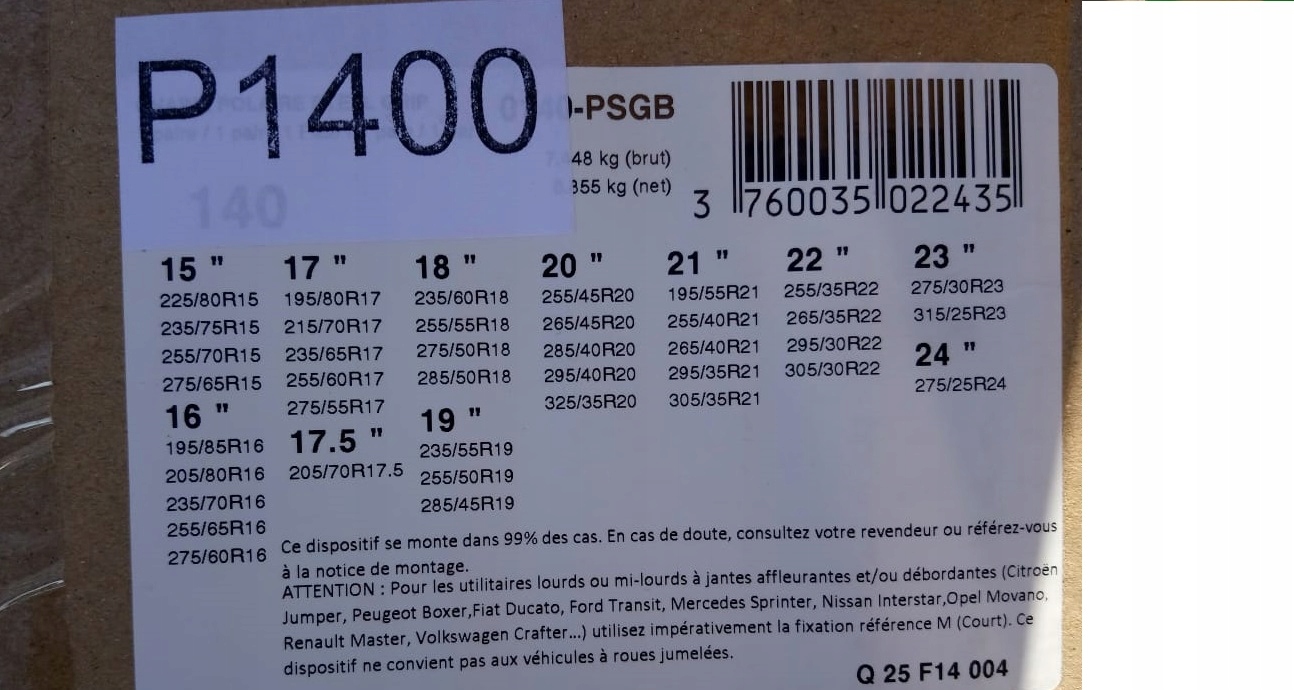 P1400
-PSGB
48 kg (brut)
355 kg (net)
140
3 760035 022435
15 "
225/80R15
235/75R15
255/70R15
275/65R15
16 "
195/85R16
205/80R16
235/70R16
255/65R16
275/60R16
17 "
195/80R17
215/70R17
235/65R17
255/60R17
275/55R17
17.5 "
205/70R17.5
18 "
235/60R18
255/55R18
275/50R18
285/50R18
19 "
235/55R19
255/50R19
285/45R19
20 "
255/45R20
265/45R20
285/40R20
295/40R20
325/35R20
21 "
195/55R21
255/40R21
265/40R21
295/35R21
305/35R21
22 "
255/35R22
265/35R22
295/30R22
305/30R22
23 "
275/30R23
315/25R23
24 "
275/25R24
Ce dispositif se monte dans 99% des cas. En cas de doute, consultez votre revendeur ou référez-vous
à la notice de montage.
ATTENTION : Pour les utilitaires lourds ou mi-lourds à jantes affleurantes et/ou débordantes (Citroën
Jumper, Peugeot Boxer,Fiat Ducato, Ford Transit, Mercedes Sprinter, Nissan Interstar,Opel Movano,
Renault Master, Volkswagen Crafter...) utilisez impérativement la fixation référence M (Court). Ce
dispositif ne convient pas aux véhicules à roues jumelées.
Q 25 F14 004